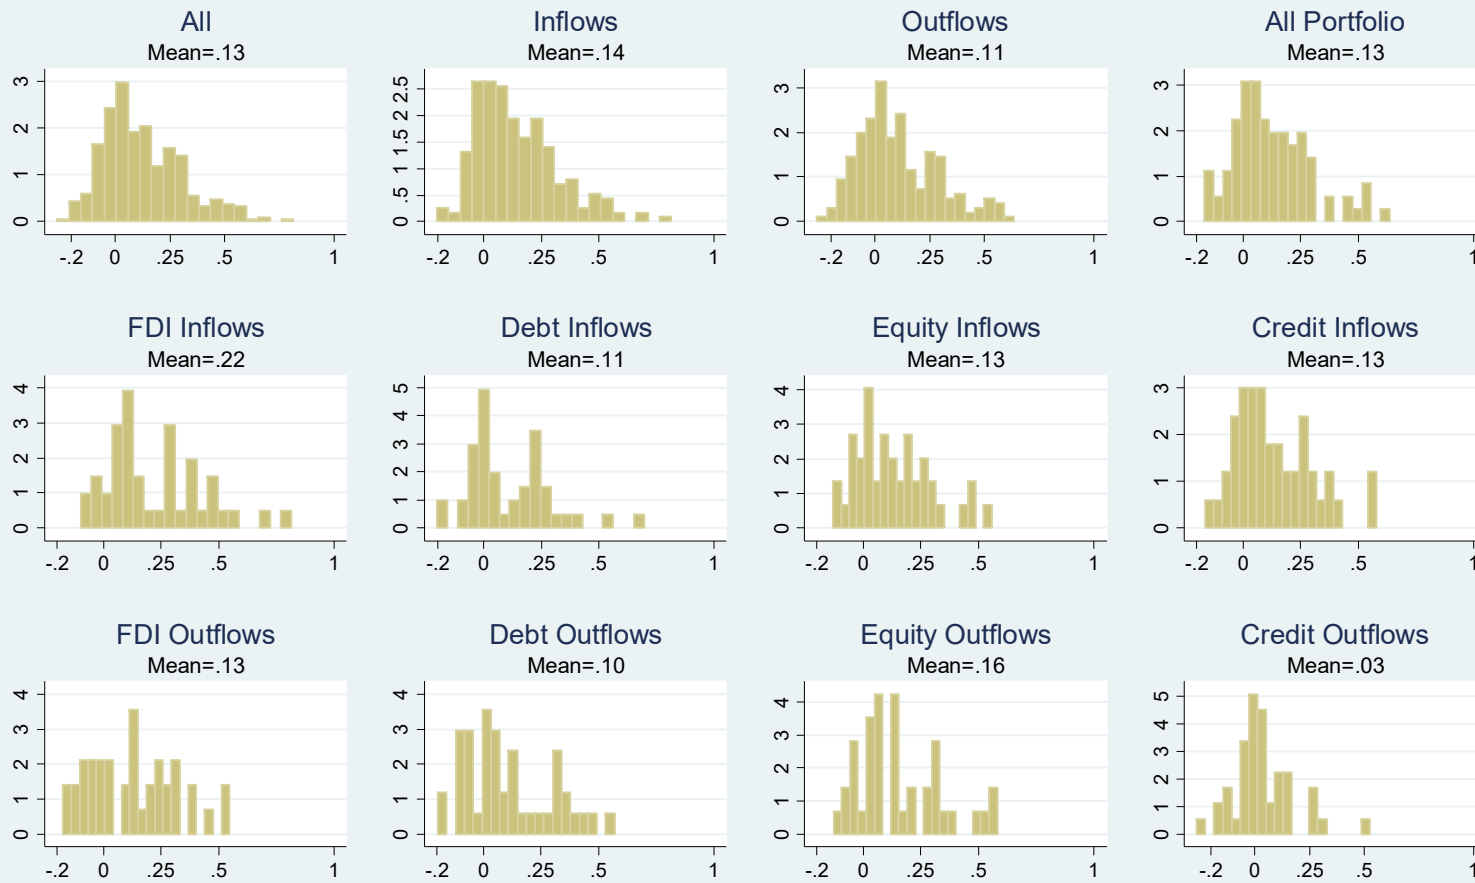 All
Mean=.13
0 1 2 3
-.2 0 .25 .5 1
Inflows
Mean=.14
0 .5 1 1.5 2 2.5
-.2 0 .25 .5 1
Outflows
Mean=.11
0 1 2 3
-.2 0 .25 .5 1
All Portfolio
Mean=.13
0 1 2 3
-.2 0 .25 .5 1
FDI Inflows
Mean=.22
0 1 2 3 4
-.2 0 .25 .5 1
Debt Inflows
Mean=.11
0 1 2 3 4 5
-.2 0 .25 .5 1
Equity Inflows
Mean=.13
0 1 2 3 4
-.2 0 .25 .5 1
Credit Inflows
Mean=.13
0 1 2 3
-.2 0 .25 .5 1
FDI Outflows
Mean=.13
0 1 2 3 4
-.2 0 .25 .5 1
Debt Outflows
Mean=.10
0 1 2 3 4
-.2 0 .25 .5 1
Equity Outflows
Mean=.16
0 1 2 3 4
-.2 0 .25 .5 1
Credit Outflows
Mean=.03
0 1 2 3 4 5
-.2 0 .25 .5 1